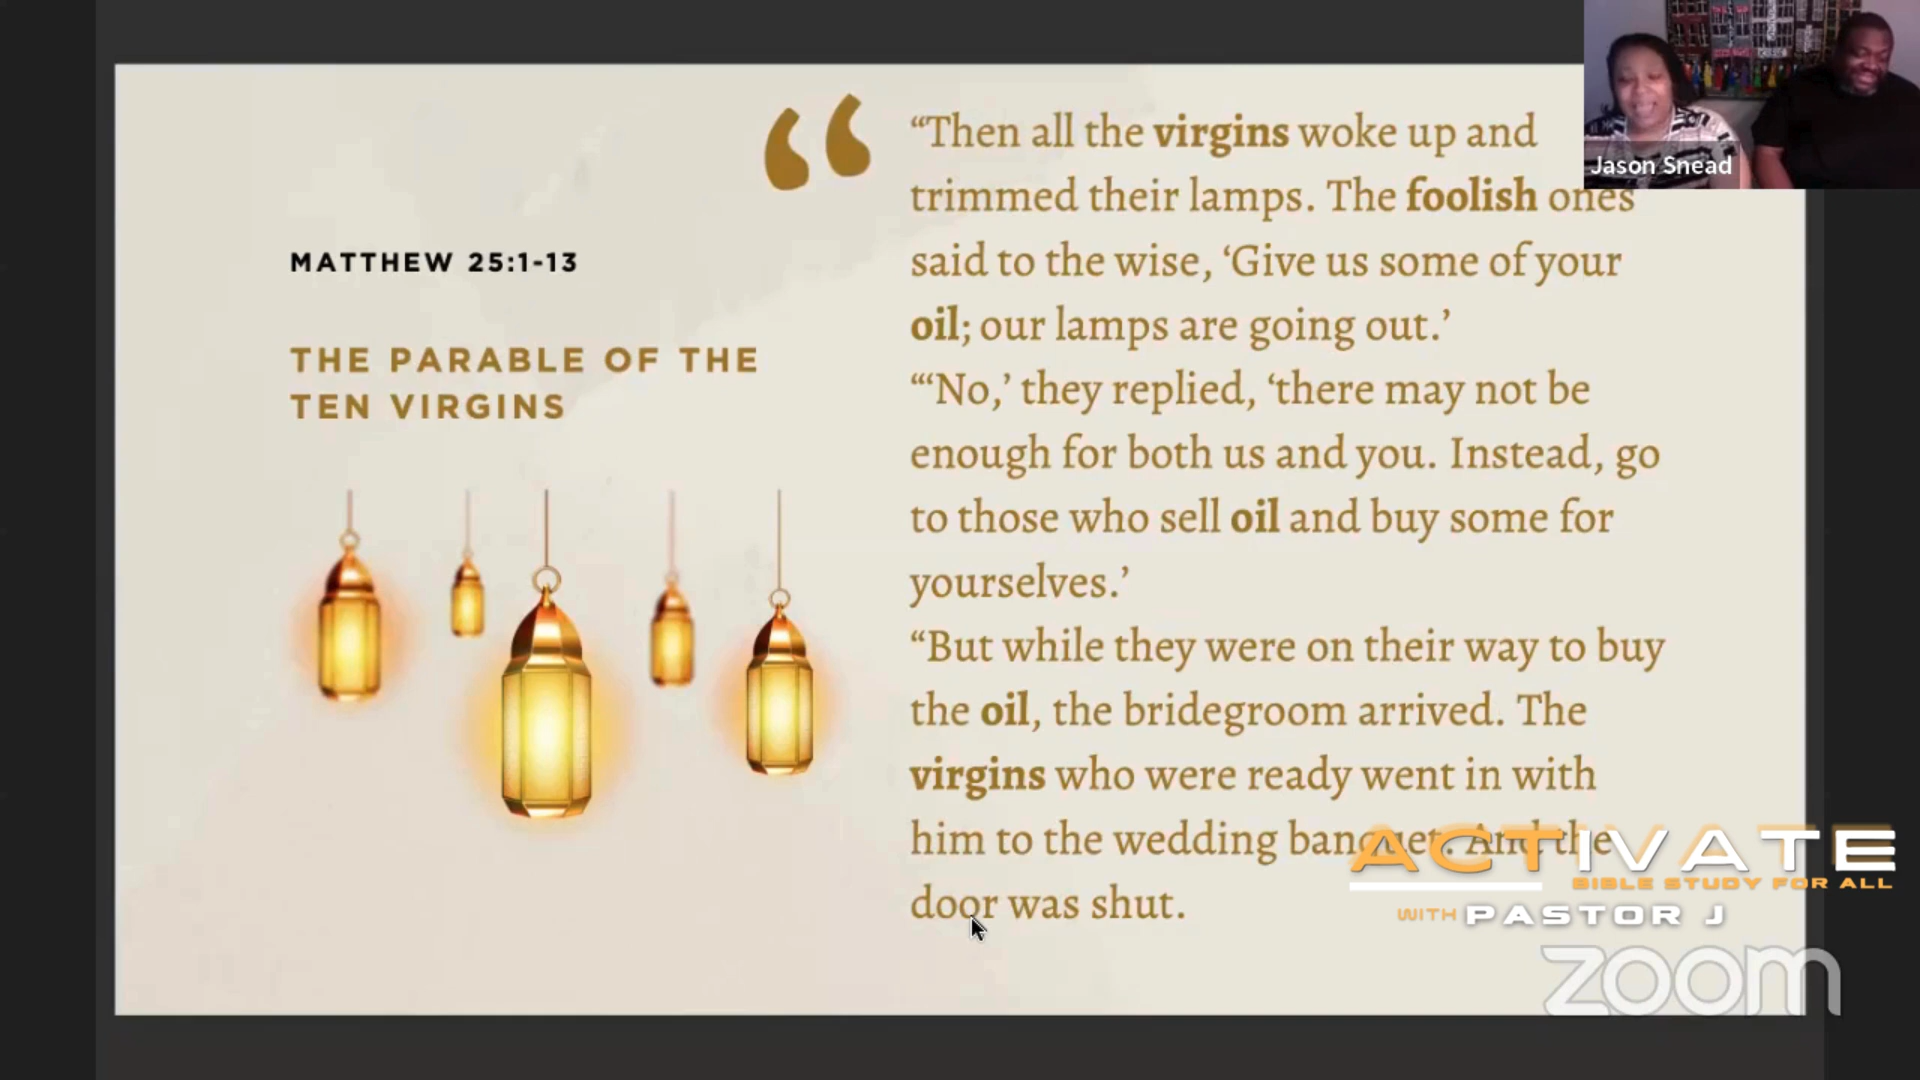 MATTHEW 25:1-13
THE PARABLE OF THE
TEN VIRGINS
“
“Then all the virgins woke up and
trimmed their lamps. The foolish ones
said to the wise, ‘Give us some of your
oil; our lamps are going out.’
“‘No,’ they replied, ‘there may not be
enough for both us and you. Instead, go
to those who sell oil and buy some for
yourselves.’
“But while they were on their way to buy
the oil, the bridegroom arrived. The
virgins who were ready went in with
him to the wedding banquet. And the
door was shut.
Jason Snead
ACTIVATE
BIBLE STUDY FOR ALL
WITH PASTOR J
zoom